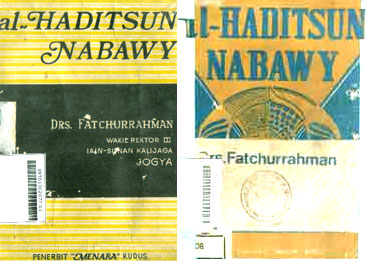 al-HADITSUN
NABAWY
DRS. FATCHURRAHMAN
WAKIL REKTOR III
IAIN-SUNAN KALIJAGA
JOGYA
PENERBIT "MENARA" KUDUS
al-HADITSUN
NABAWY
Drs. Fatchurrahman